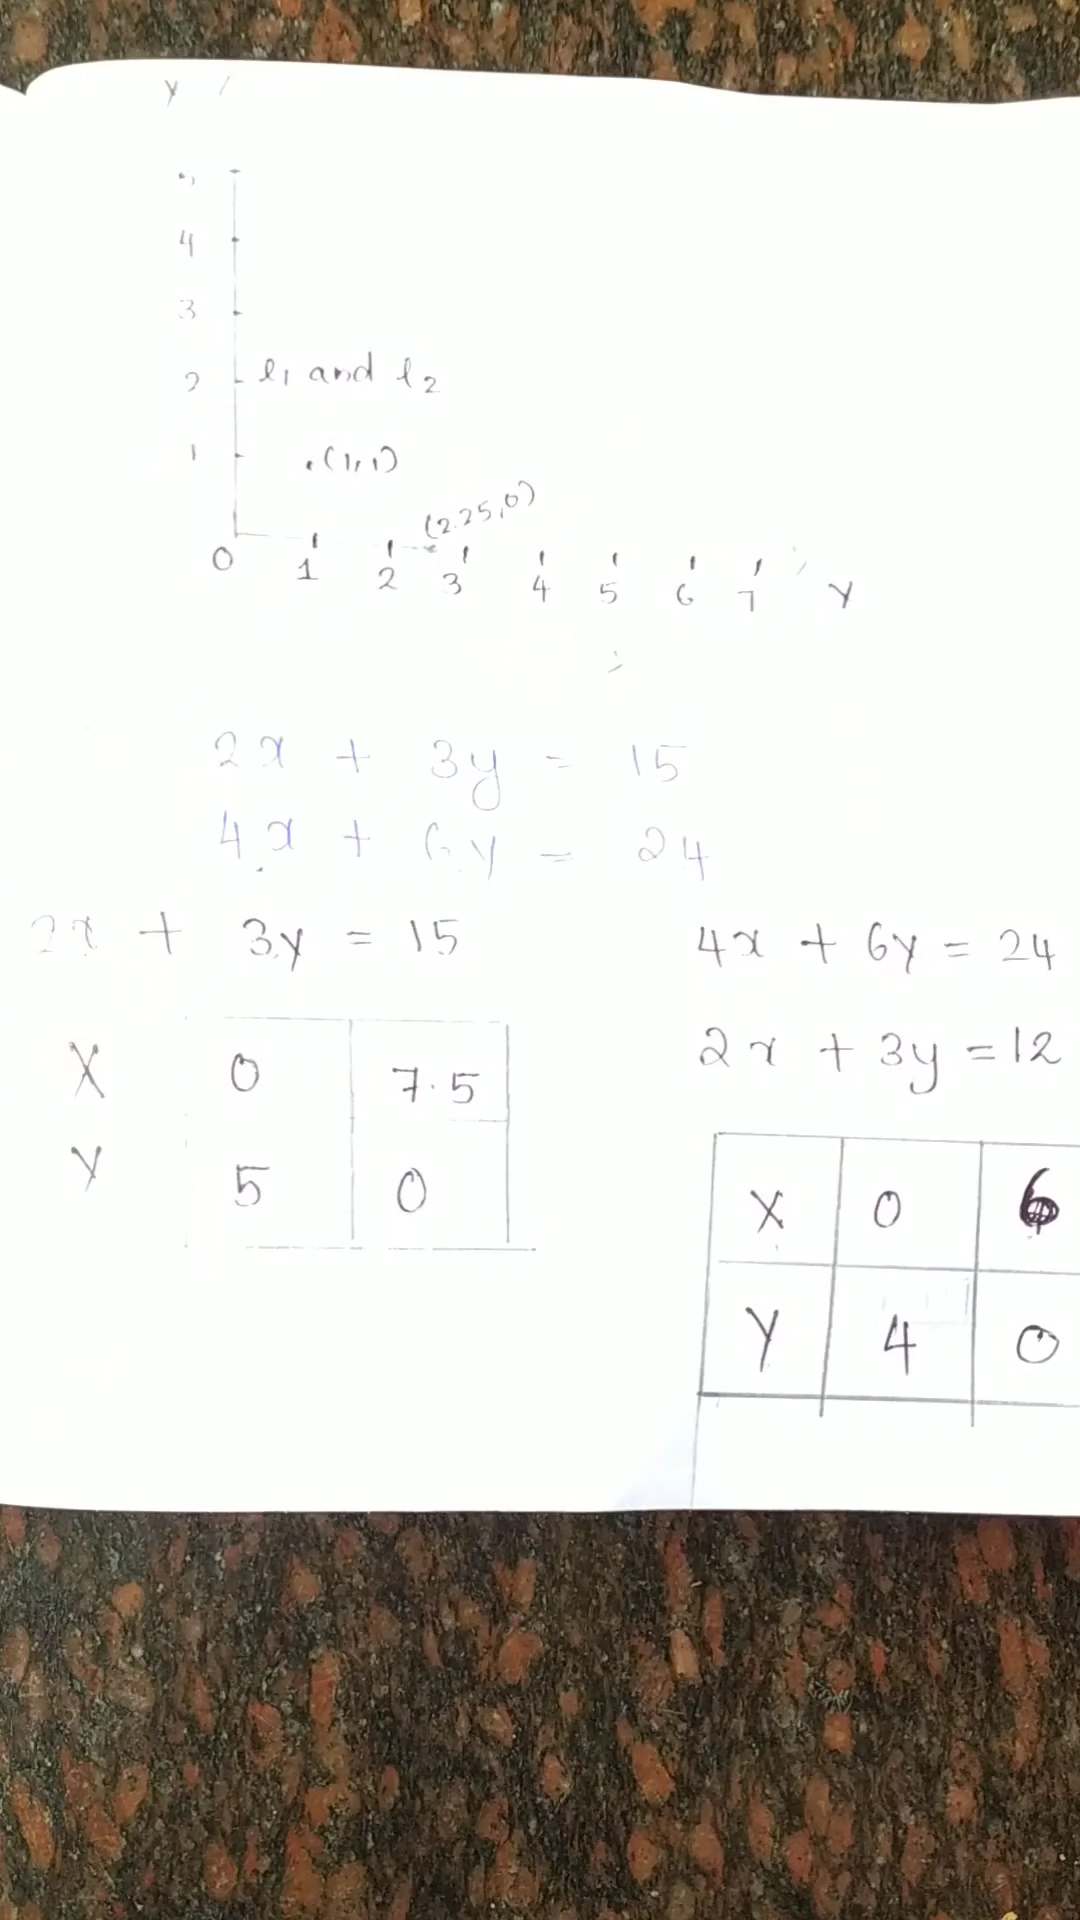 y
4
3
2 l1 and l2
1 .(1,1)
(2.25,0)
0 1 2 3 4 5 6 7 y
2x + 3y = 15
4x + 6y = 24
2x + 3y = 15
4x + 6y = 24
2x + 3y = 12
X 0 7.5
Y 5 0
X 0 6
Y 4 0